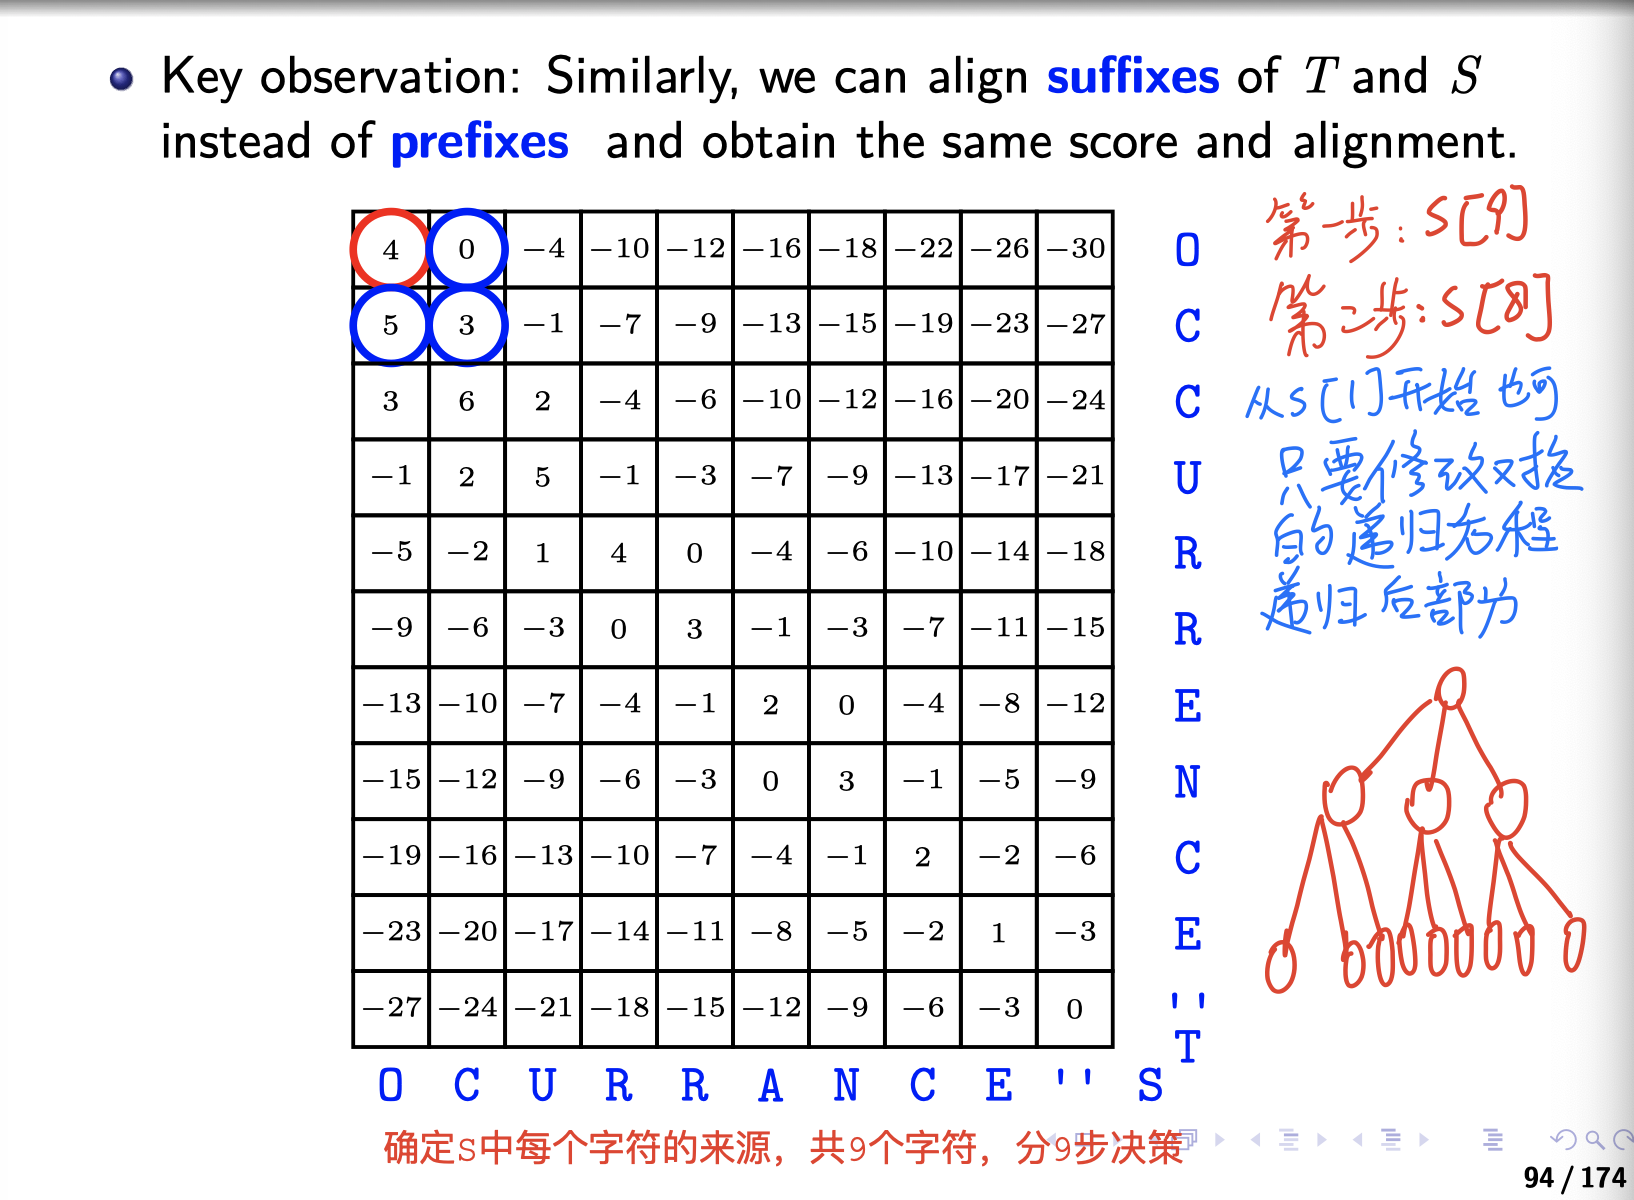 Key observation: Similarly, we can align suffixes of T and S
instead of prefixes and obtain the same score and alignment.
4 0 −4 −10 −12 −16 −18 −22 −26 −30 O
5 3 −1 −7 −9 −13 −15 −19 −23 −27 C
3 6 2 −4 −6 −10 −12 −16 −20 −24 C
−1 2 5 −1 −3 −7 −9 −13 −17 −21 U
−5 −2 1 4 0 −4 −6 −10 −14 −18 R
−9 −6 −3 0 3 −1 −3 −7 −11 −15 R
−13 −10 −7 −4 −1 2 0 −4 −8 −12 E
−15 −12 −9 −6 −3 0 3 −1 −5 −9 N
−19 −16 −13 −10 −7 −4 −1 2 −2 −6 C
−23 −20 −17 −14 −11 −8 −5 −2 1 −3 E
−27 −24 −21 −18 −15 −12 −9 −6 −3 0 ''
T
O C U R R A N C E '' S
第一步: S[9]
第二步: S[8]
从S[1]开始也可
只要修改对应
的递归方程
递归后部分
确定S中每个字符的来源，共9个字符，分9步决策
94 / 174